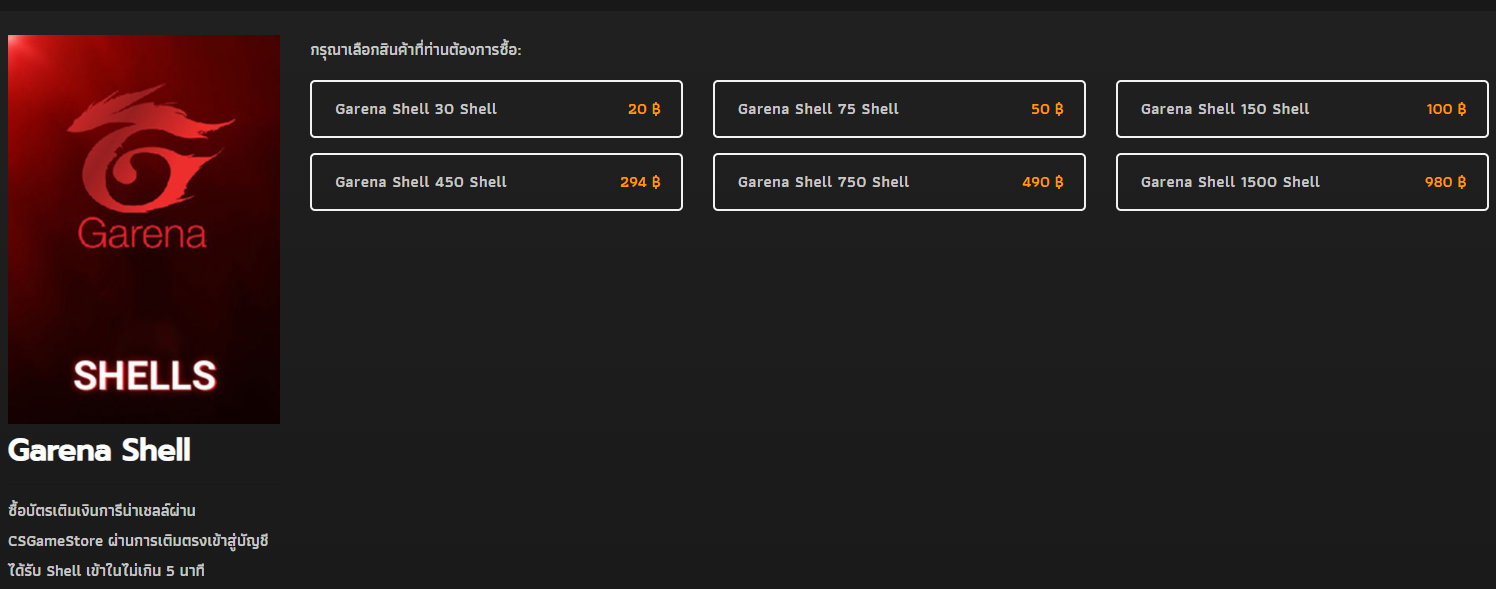 Garena
SHELLS
Garena Shell
ซื้อบัตรเติมเงินการีน่าเชลล์ผ่าน
CSGameStore ผ่านการเติมตรงเข้าสู่บัญชี
ได้รับ Shell เข้าในไม่เกิน 5 นาที
กรุณาเลือกสินค้าที่ท่านต้องการซื้อ:
Garena Shell 30 Shell 20 ฿
Garena Shell 75 Shell 50 ฿
Garena Shell 150 Shell 100 ฿
Garena Shell 450 Shell 294 ฿
Garena Shell 750 Shell 490 ฿
Garena Shell 1500 Shell 980 ฿